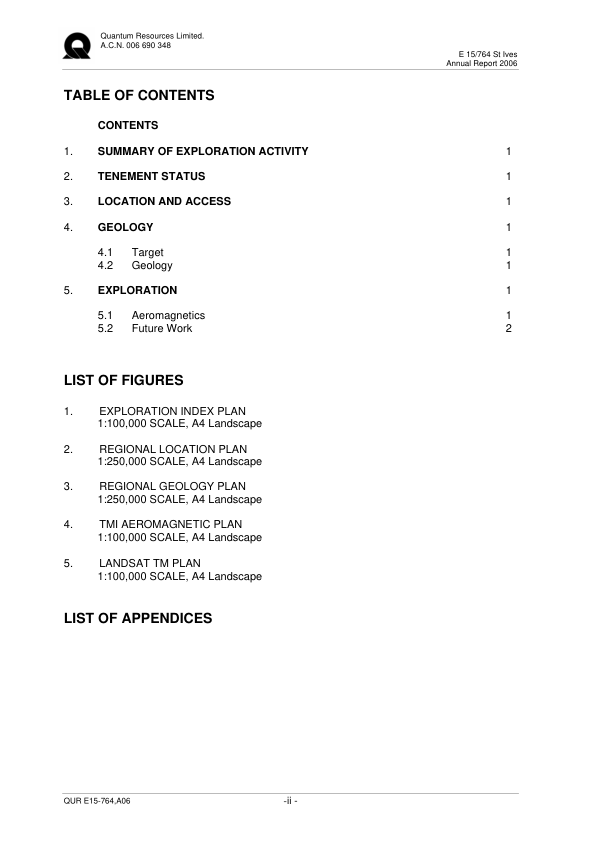 Quantum Resources Limited.
A.C.N. 006 690 348
E 15/764 St Ives
Annual Report 2006
TABLE OF CONTENTS
CONTENTS
1. SUMMARY OF EXPLORATION ACTIVITY 1
2. TENEMENT STATUS 1
3. LOCATION AND ACCESS 1
4. GEOLOGY 1
4.1 Target 1
4.2 Geology 1
5. EXPLORATION 1
5.1 Aeromagnetics 1
5.2 Future Work 2
LIST OF FIGURES
1. EXPLORATION INDEX PLAN
1:100,000 SCALE, A4 Landscape
2. REGIONAL LOCATION PLAN
1:250,000 SCALE, A4 Landscape
3. REGIONAL GEOLOGY PLAN
1:250,000 SCALE, A4 Landscape
4. TMI AEROMAGNETIC PLAN
1:100,000 SCALE, A4 Landscape
5. LANDSAT TM PLAN
1:100,000 SCALE, A4 Landscape
LIST OF APPENDICES
QUR E15-764,A06 -ii -